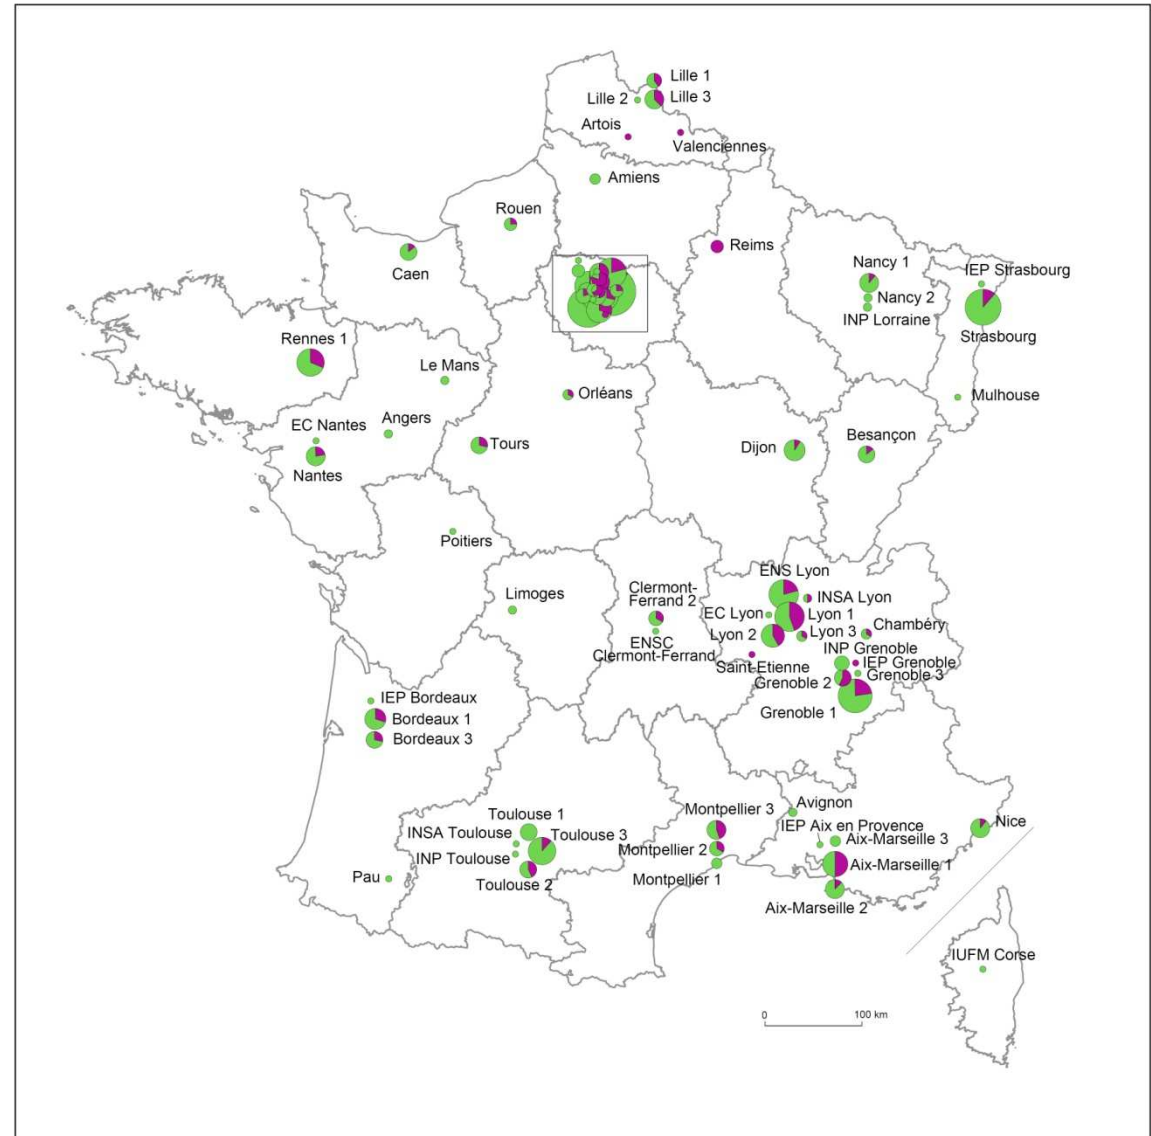 Lille 1
Lille 2
Lille 3
Artois
Valenciennes
Amiens
Rouen
Reims
Caen
Nancy 1
IEP Strasbourg
Nancy 2
INP Lorraine
Strasbourg
Rennes 1
Le Mans
Orléans
Mulhouse
EC Nantes
Angers
Tours
Dijon
Besançon
Nantes
Poitiers
ENS Lyon
Limoges
Clermont-
Ferrand 2
INSA Lyon
EC Lyon
Lyon 1
ENSC
Clermont-Ferrand
Lyon 2
Lyon 3
Chambéry
INP Grenoble
Saint-Etienne
IEP Grenoble
Grenoble 3
Grenoble 2
Grenoble 1
IEP Bordeaux
Bordeaux 1
Bordeaux 3
Toulouse 1
INSA Toulouse
Toulouse 3
INP Toulouse
Toulouse 2
Montpellier 3
Montpellier 2
Montpellier 1
Avignon
IEP Aix en Provence
Aix-Marseille 3
Nice
Aix-Marseille 1
Aix-Marseille 2
Pau
IUFM Corse
0 100 km